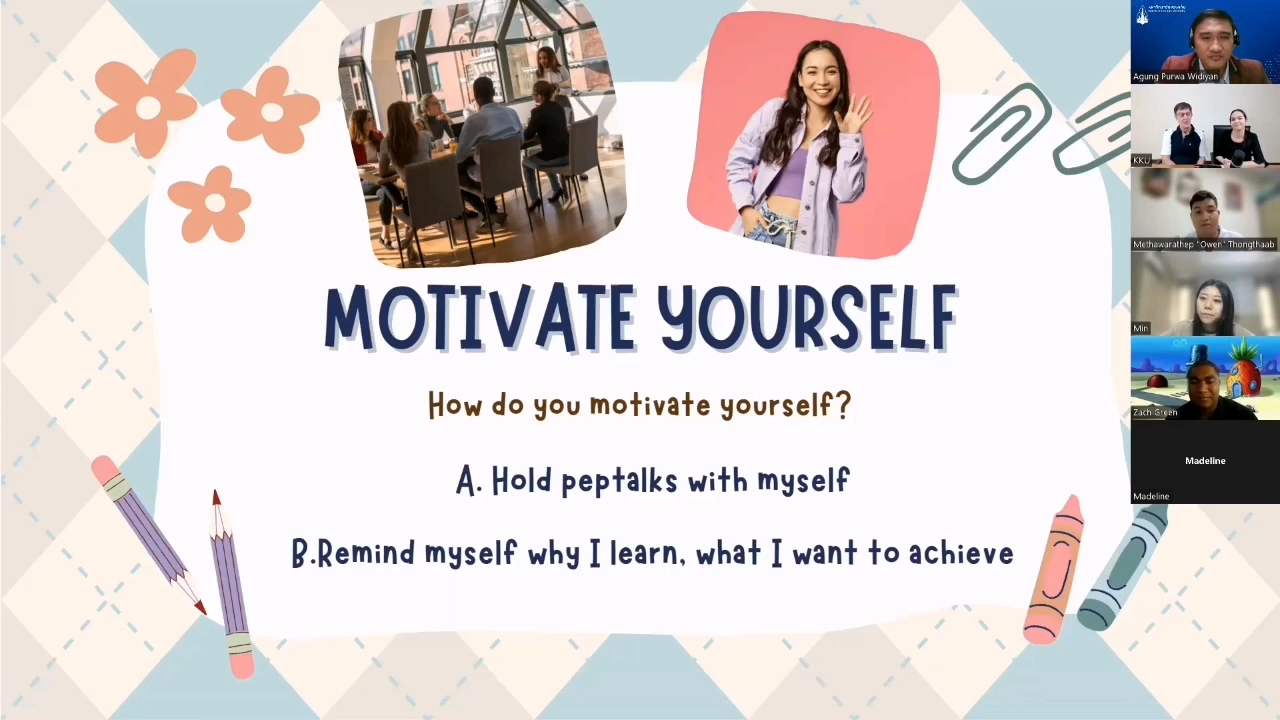 MOTIVATE YOURSELF
How do you motivate yourself?
A. Hold peptalks with myself
B.Remind myself why I learn, what I want to achieve
Agung Purwa Widiyan
KKU
Methawarathep "Owen" Thongthaab
Min
Zach Green
Madeline
Madeline